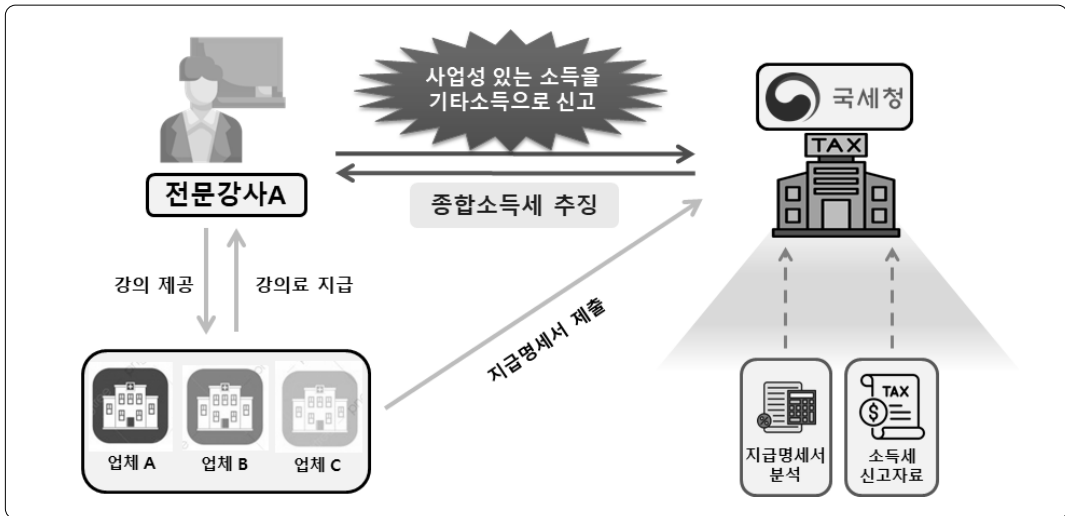 사업성 있는 소득을
기타소득으로 신고
국세청
TAX
전문강사A
종합소득세 추징
강의 제공
강의료 지급
지급명세서 제출
업체 A
업체 B
업체 C
지급명세서
분석
TAX
$
소득세
신고자료